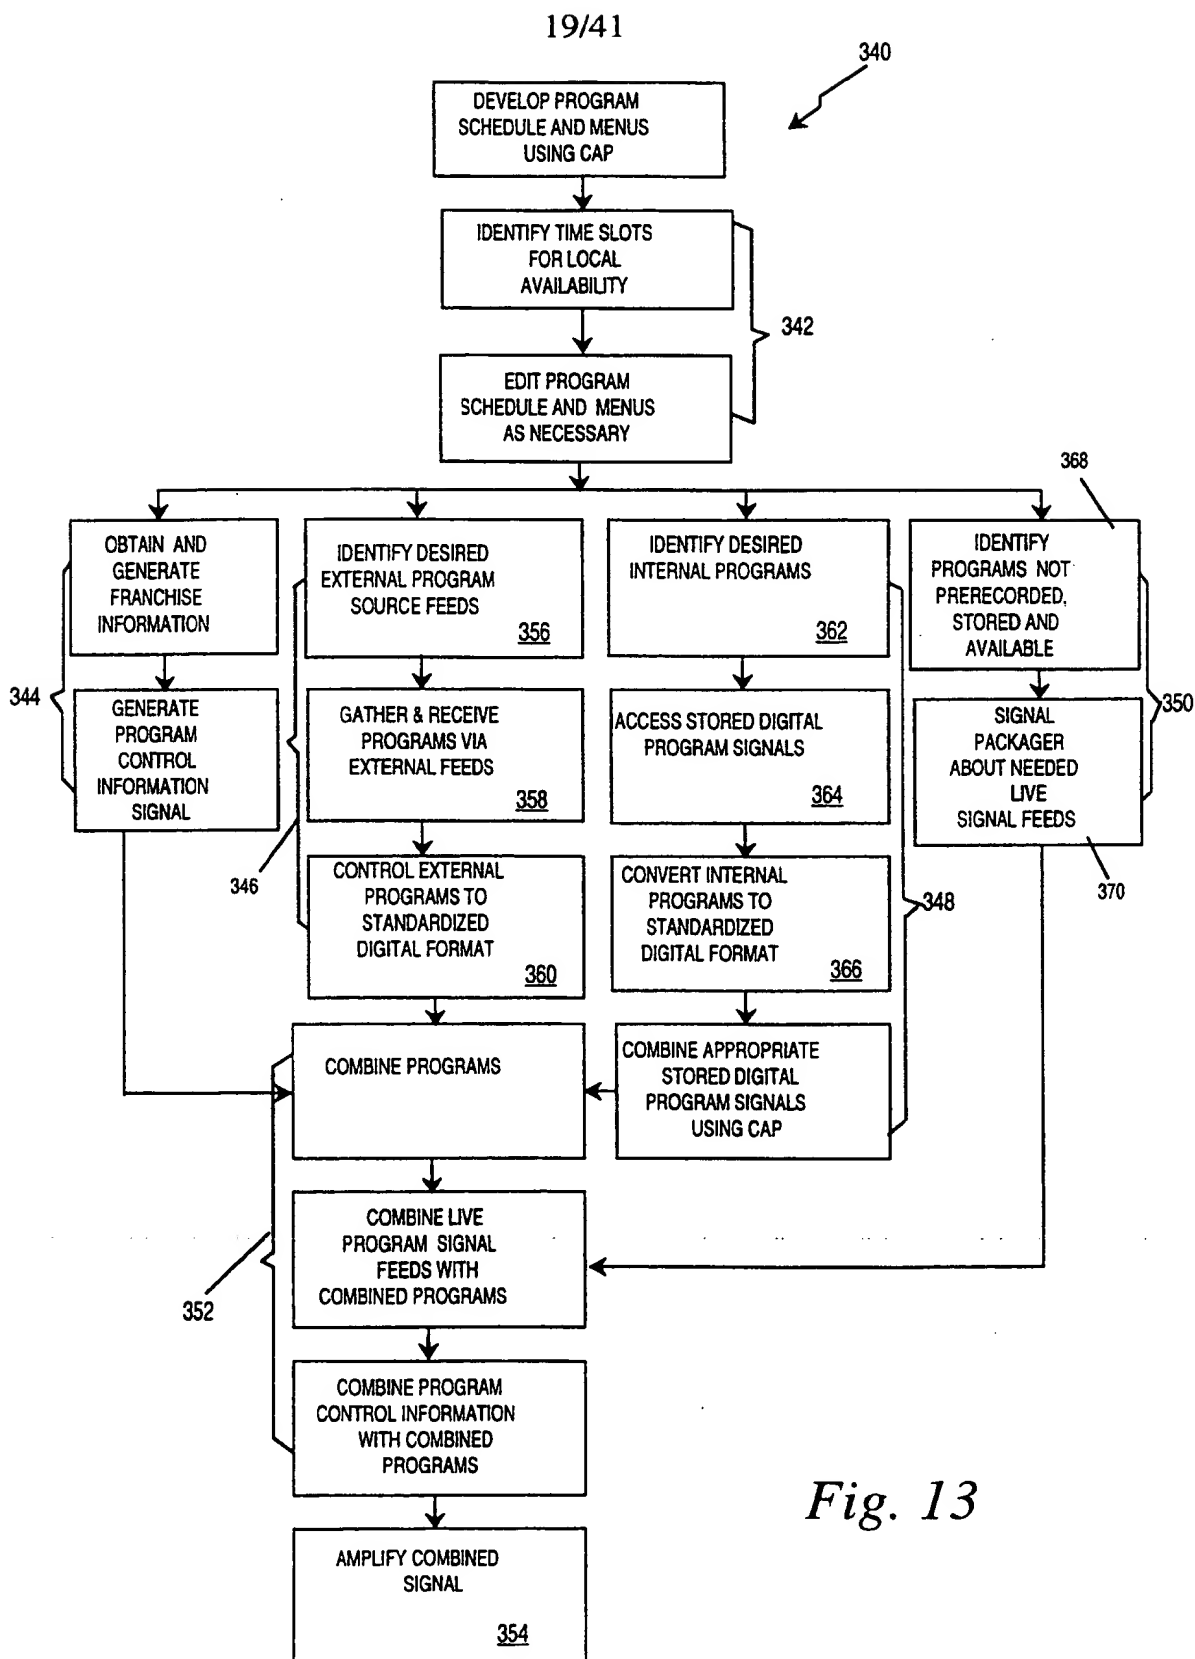 19/41
340
DEVELOP PROGRAM
SCHEDULE AND MENUS
USING CAP
IDENTIFY TIME SLOTS
FOR LOCAL
AVAILABILITY
342
EDIT PROGRAM
SCHEDULE AND MENUS
AS NECESSARY
368
OBTAIN AND
GENERATE
FRANCHISE
INFORMATION
IDENTIFY DESIRED
EXTERNAL PROGRAM
SOURCE FEEDS
356
IDENTIFY DESIRED
INTERNAL PROGRAMS
362
IDENTIFY
PROGRAMS NOT
PRERECORDED,
STORED AND
AVAILABLE
344
350
GENERATE
PROGRAM
CONTROL
INFORMATION
SIGNAL
GATHER & RECEIVE
PROGRAMS VIA
EXTERNAL FEEDS
358
ACCESS STORED DIGITAL
PROGRAM SIGNALS
364
SIGNAL
PACKAGER
ABOUT NEEDED
LIVE
SIGNAL FEEDS
346
370
CONTROL EXTERNAL
PROGRAMS TO
STANDARDIZED
DIGITAL FORMAT
360
CONVERT INTERNAL
PROGRAMS TO
STANDARDIZED
DIGITAL FORMAT
366
348
COMBINE PROGRAMS
COMBINE APPROPRIATE
STORED DIGITAL
PROGRAM SIGNALS
USING CAP
COMBINE LIVE
PROGRAM SIGNAL
FEEDS WITH
COMBINED PROGRAMS
352
COMBINE PROGRAM
CONTROL INFORMATION
WITH COMBINED
PROGRAMS
Fig. 13
AMPLIFY COMBINED
SIGNAL
354